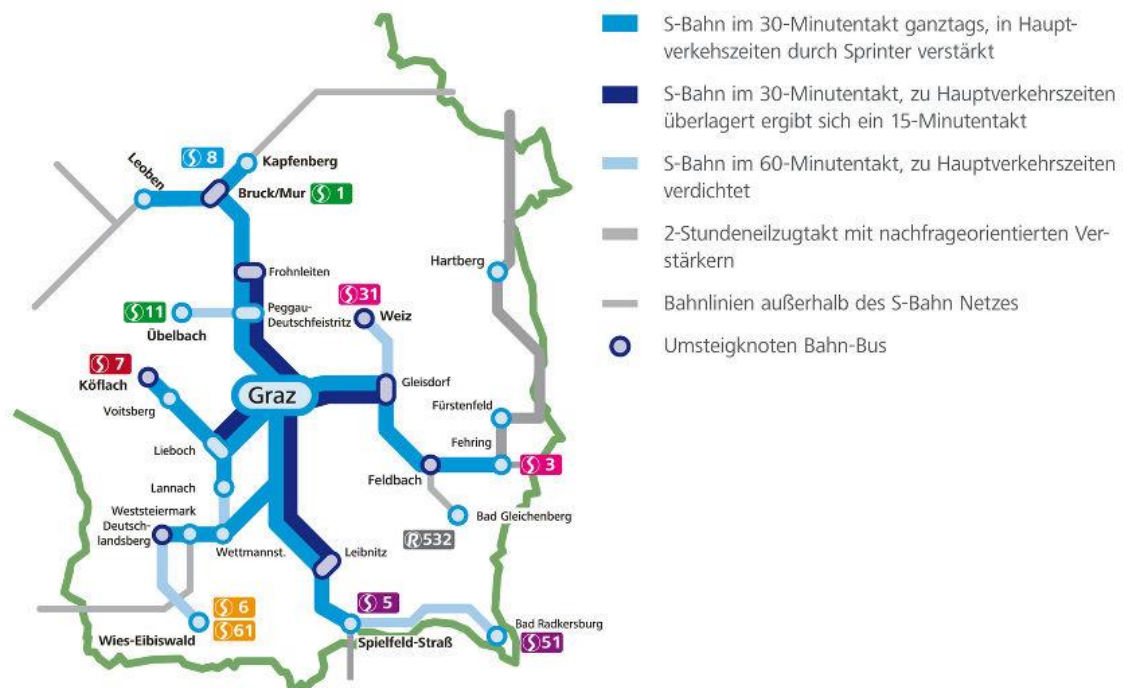 S-Bahn im 30-Minutentakt ganztags, in Haupt-
verkehszeiten durch Sprinter verstärkt
S-Bahn im 30-Minutentakt, zu Hauptverkehrszeiten
überlagert ergibt sich ein 15-Minutentakt
S-Bahn im 60-Minutentakt, zu Hauptverkehrszeiten
verdichtet
2-Stundeneilzugtakt mit nachfrageorientierten Ver-
stärkern
Bahnlinien außerhalb des S-Bahn Netzes
Umsteigknoten Bahn-Bus
Leoben
S 8
Kapfenberg
Bruck/Mur
S 1
Frohnleiten
Hartberg
S 11
Übelbach
Peggau-
Deutschfeistritz
S 31
Weiz
S 7
Köflach
Voitsberg
Graz
Gleisdorf
Fürstenfeld
Lieboch
Fehring
S 3
Feldbach
Lannach
Weststeiermark
Deutsch-
landsberg
Wettmannst.
Bad Gleichenberg
R 532
Leibnitz
S 6
S 61
Wies-Eibiswald
S 5
Spielfeld-Straß
Bad Radkersburg
S 51